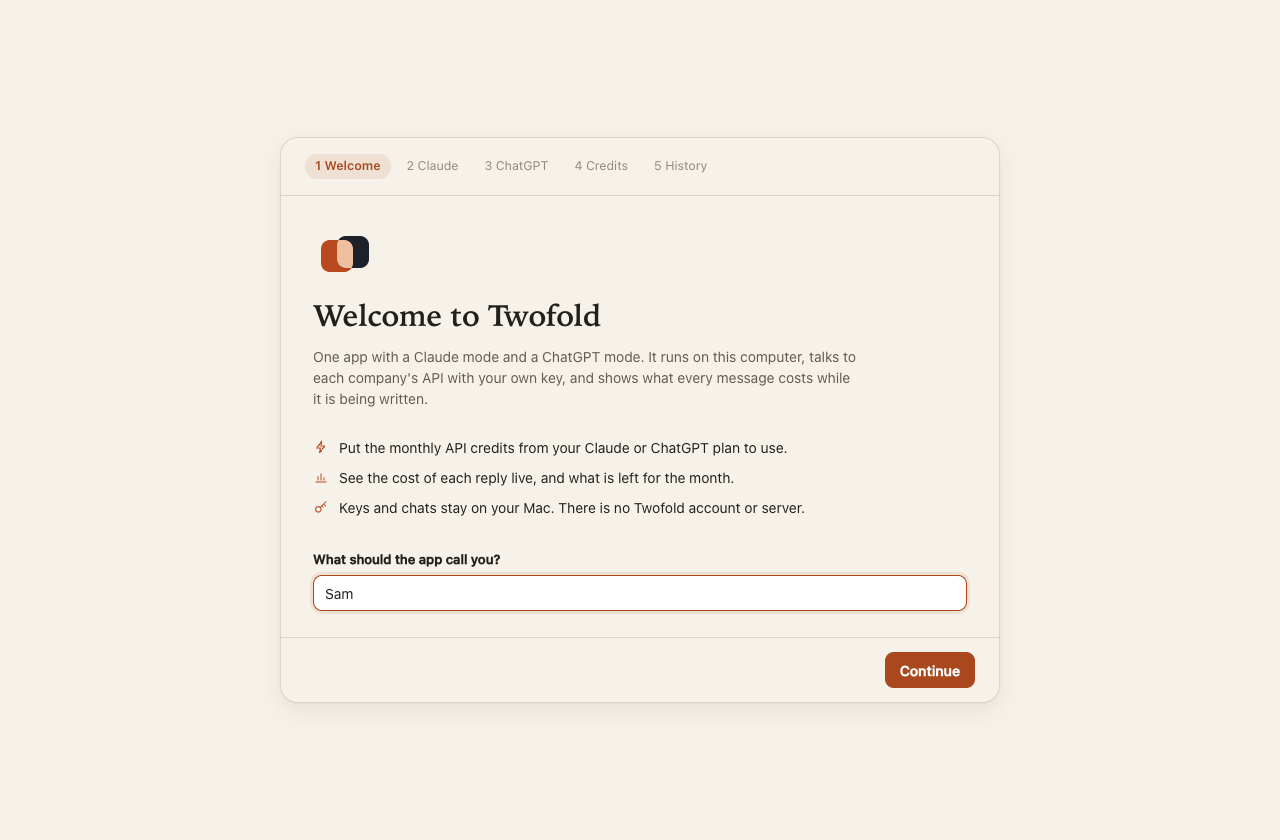 1 Welcome
2 Claude
3 ChatGPT
4 Credits
5 History
Welcome to Twofold
One app with a Claude mode and a ChatGPT mode. It runs on this computer, talks to
each company's API with your own key, and shows what every message costs while
it is being written.
Put the monthly API credits from your Claude or ChatGPT plan to use.
See the cost of each reply live, and what is left for the month.
Keys and chats stay on your Mac. There is no Twofold account or server.
What should the app call you?
Sam
Continue